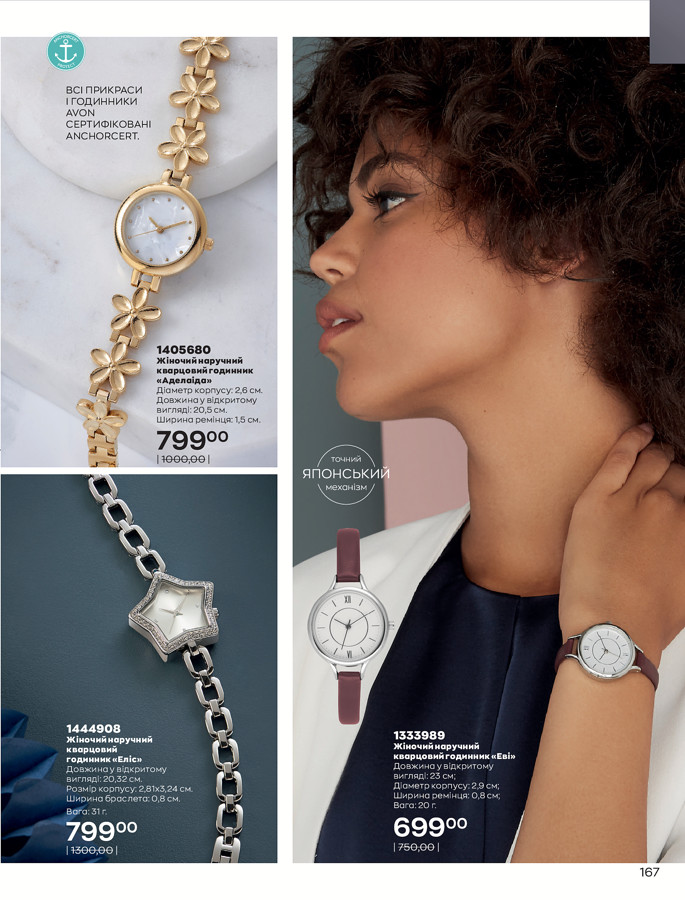 ANCHORCERT
PROTECT
ВСІ ПРИКРАСИ
І ГОДИННИКИ
AVON
СЕРТИФІКОВАНІ
ANCHORCERT.
1405680
Жіночий наручний
кварцовий годинник
«Аделаїда»
Діаметр корпусу: 2,6 см.
Довжина у відкритому
вигляді: 20,5 см.
Ширина ремінця: 1,5 см.
79900
| 1000,00 |
точний
ЯПОНСЬКИЙ
механізм
1444908
Жіночий наручний
кварцовий
годинник «Еліс»
Довжина у відкритому
вигляді: 20,32 см.
Розмір корпусу: 2,81х3,24 см.
Ширина браслета: 0,8 см.
Вага: 31 г.
79900
| 1300,00 |
1333989
Жіночий наручний
кварцовий годинник «Еві»
Довжина у відкритому
вигляді: 23 см;
Діаметр корпусу: 2,9 см;
Ширина ремінця: 0,8 см;
Вага: 20 г.
69900
| 750,00 |
167